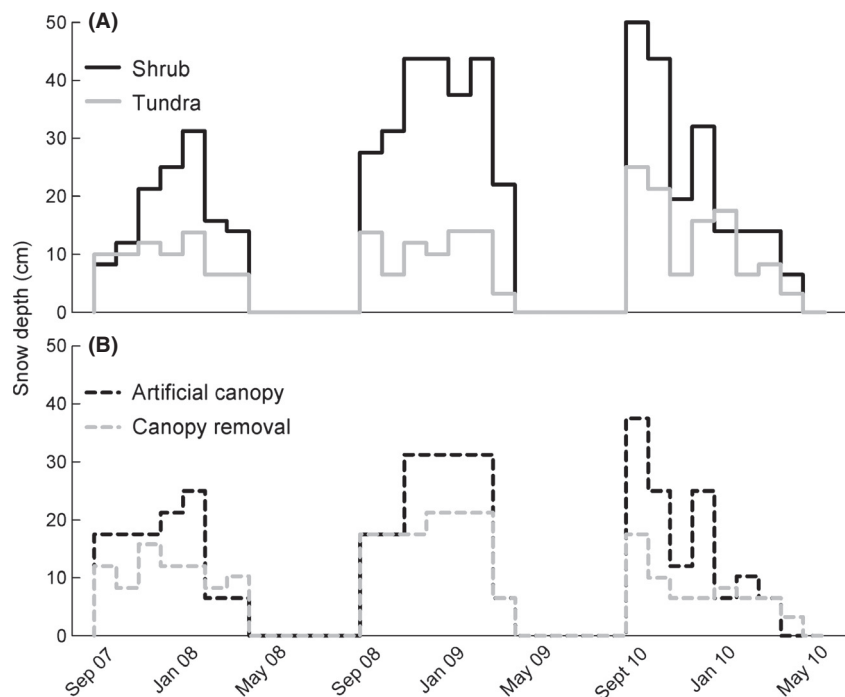 (A)
50
40
30
20
10
0
Shrub
Tundra
Snow depth (cm)
(B)
50
40
30
20
10
0
Artificial canopy
Canopy removal
Sep 07
Jan 08
May 08
Sep 08
Jan 09
May 09
Sept 10
Jan 10
May 10